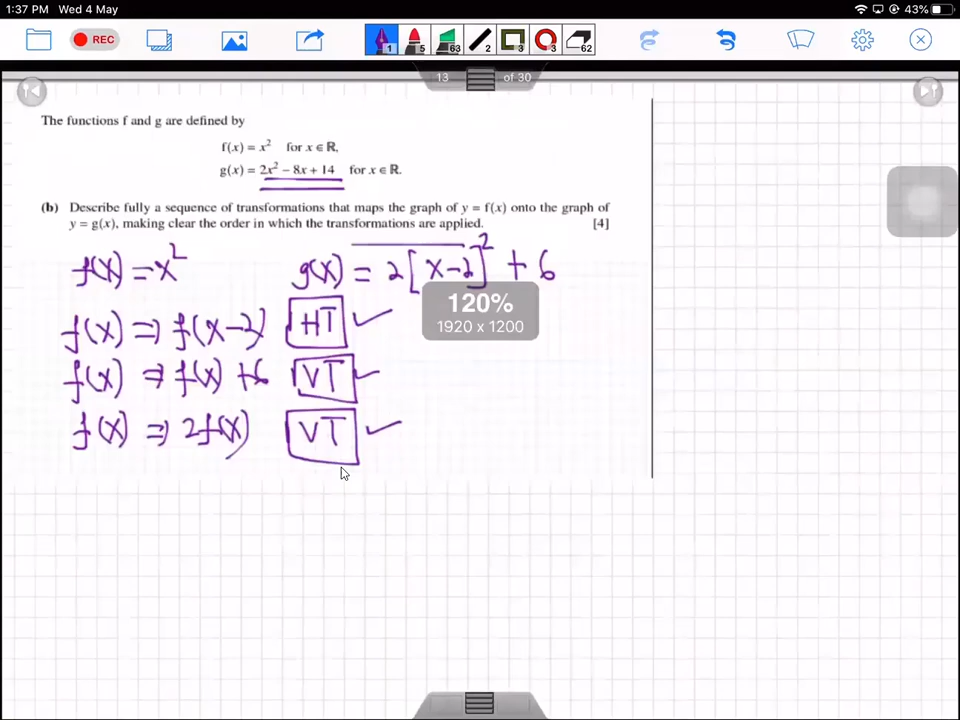 1:37 PM Wed 4 May 43%
REC 1 5 63 2 3 3 62
13 of 30
The functions f and g are defined by
f(x) = x² for x ∈ ℝ,
g(x) = 2x² − 8x + 14 for x ∈ ℝ.
(b) Describe fully a sequence of transformations that maps the graph of y = f(x) onto the graph of
y = g(x), making clear the order in which the transformations are applied. [4]
f(x) = x² g(x) = 2[x-2]² + 6
120%
1920 x 1200
f(x) ⇒ f(x-2) HT ✓
f(x) ⇒ f(x) +6 VT ✓
f(x) ⇒ 2f(x) VT ✓